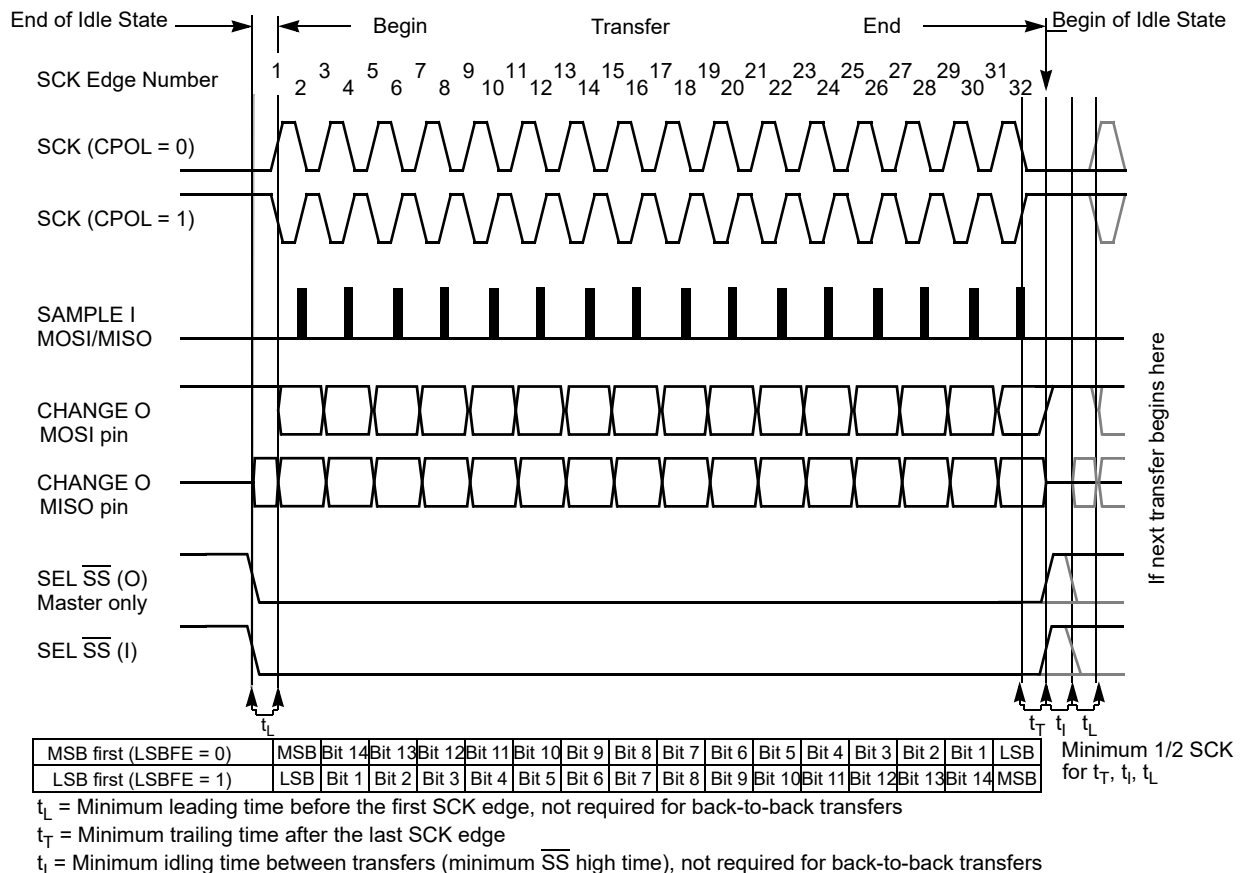 End of Idle State
Begin
Transfer
End
Begin of Idle State
SCK Edge Number
1 3 5 7 9 11 13 15 17 19 21 23 25 27 29 31
2 4 6 8 10 12 14 16 18 20 22 24 26 28 30 32
SCK (CPOL = 0)
SCK (CPOL = 1)
SAMPLE I
MOSI/MISO
CHANGE O
MOSI pin
CHANGE O
MISO pin
SEL SS (O)
Master only
SEL SS (I)
If next transfer begins here
tL
tT tI tL
MSB first (LSBFE = 0) MSB Bit 14 Bit 13 Bit 12 Bit 11 Bit 10 Bit 9 Bit 8 Bit 7 Bit 6 Bit 5 Bit 4 Bit 3 Bit 2 Bit 1 LSB
LSB first (LSBFE = 1) LSB Bit 1 Bit 2 Bit 3 Bit 4 Bit 5 Bit 6 Bit 7 Bit 8 Bit 9 Bit 10 Bit 11 Bit 12 Bit 13 Bit 14 MSB
Minimum 1/2 SCK
for tT, tI, tL
tL = Minimum leading time before the first SCK edge, not required for back-to-back transfers
tT = Minimum trailing time after the last SCK edge
tI = Minimum idling time between transfers (minimum SS high time), not required for back-to-back transfers